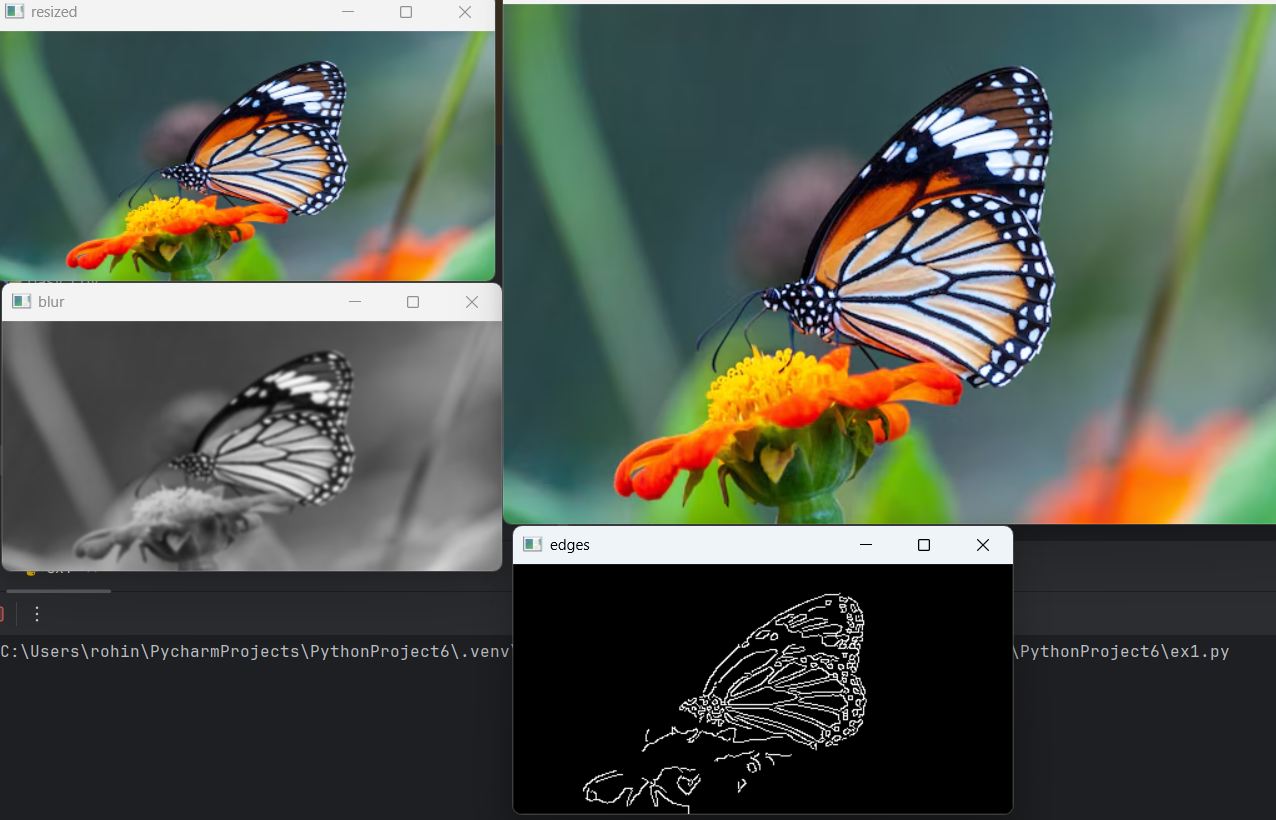 resized
blur
edges
C:\Users\rohin\PycharmProjects\PythonProject6\.venv\
\PythonProject6\ex1.py